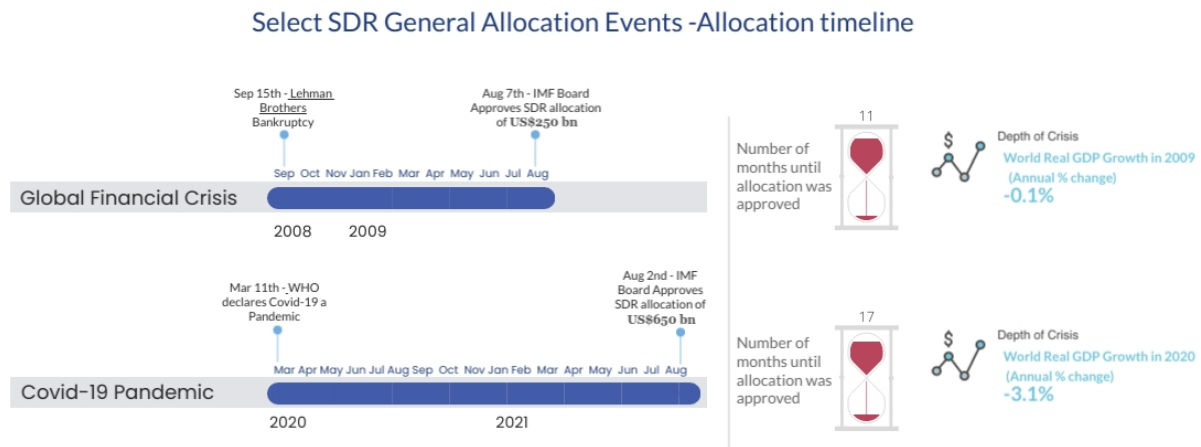 Select SDR General Allocation Events -Allocation timeline
Sep 15th - Lehman
Brothers
Bankruptcy
Aug 7th - IMF Board
Approves SDR allocation
of US$250 bn
Sep Oct Nov Jan Feb Mar Apr May Jun Jul Aug
Global Financial Crisis
2008 2009
Number of
months until
allocation was
approved
11
$
Depth of Crisis
World Real GDP Growth in 2009
(Annual % change)
-0.1%
Mar 11th - WHO
declares Covid-19 a
Pandemic
Aug 2nd - IMF
Board Approves
SDR allocation of
US$650 bn
Mar Apr May Jun Jul Aug Sep Oct Nov Jan Feb Mar Apr May Jun Jul Aug
Covid-19 Pandemic
2020 2021
Number of
months until
allocation was
approved
17
$
Depth of Crisis
World Real GDP Growth in 2020
(Annual % change)
-3.1%